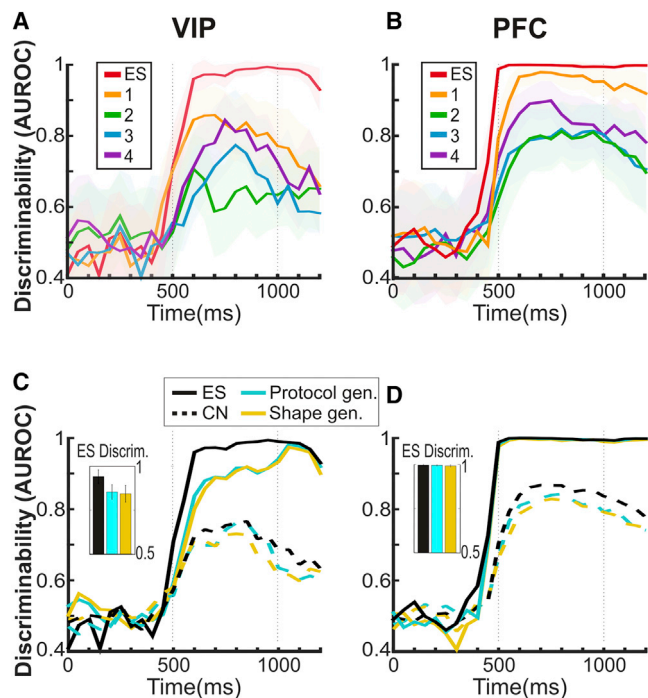 A
VIP
Discriminability (AUROC)
1
0.8
0.6
0.4
ES
1
2
3
4
0
500
1000
Time(ms)
B
PFC
1
0.8
0.6
0.4
ES
1
2
3
4
0
500
1000
Time(ms)
C
Discriminability (AUROC)
1
0.8
0.6
0.4
ES Protocol gen.
CN Shape gen.
ES Discrim.
1
0.5
0
500
1000
Time(ms)
D
1
0.8
0.6
0.4
ES Discrim.
1
0.5
0
500
1000
Time(ms)